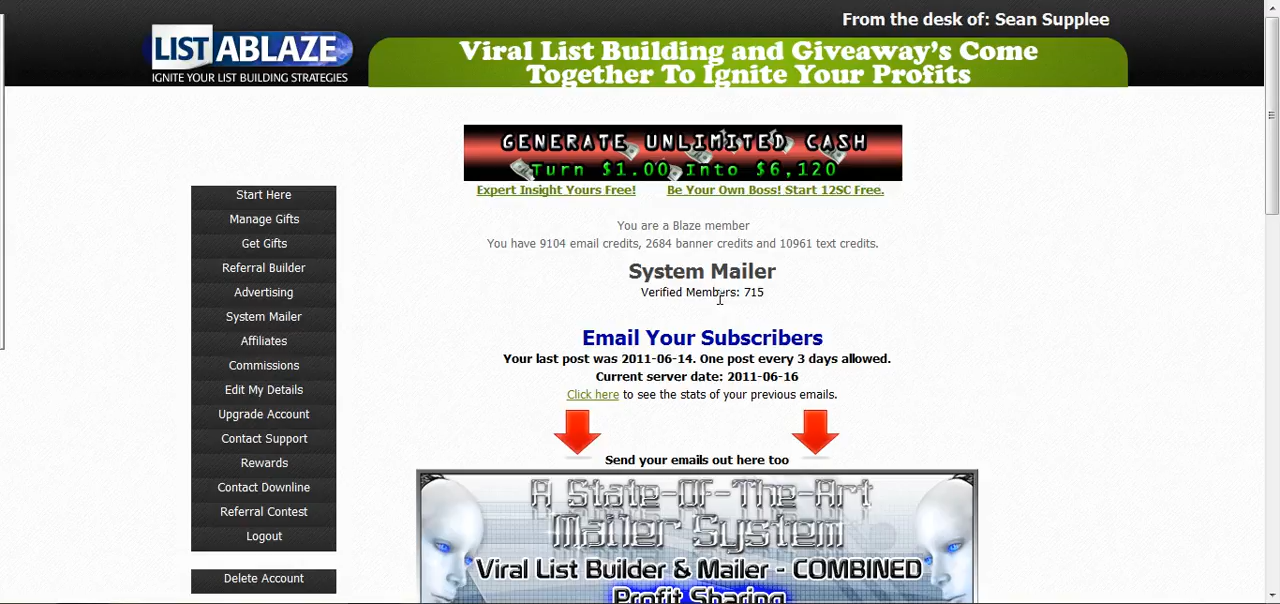 From the desk of: Sean Supplee
LIST ABLAZE
IGNITE YOUR LIST BUILDING STRATEGIES
Viral List Building and Giveaway's Come
Together To Ignite Your Profits
GENERATE UNLIMITED CASH
Turn $1.00 Into $6,120
Expert Insight Yours Free! Be Your Own Boss! Start 12SC Free.
Start Here
Manage Gifts
Get Gifts
Referral Builder
Advertising
System Mailer
Affiliates
Commissions
Edit My Details
Upgrade Account
Contact Support
Rewards
Contact Downline
Referral Contest
Logout
Delete Account
You are a Blaze member
You have 9104 email credits, 2684 banner credits and 10961 text credits.
System Mailer
Verified Members: 715
Email Your Subscribers
Your last post was 2011-06-14. One post every 3 days allowed.
Current server date: 2011-06-16
Click here to see the stats of your previous emails.
Send your emails out here too
A State-Of-The-Art
Mailer System
Viral List Builder & Mailer - COMBINED
Profit Sharing